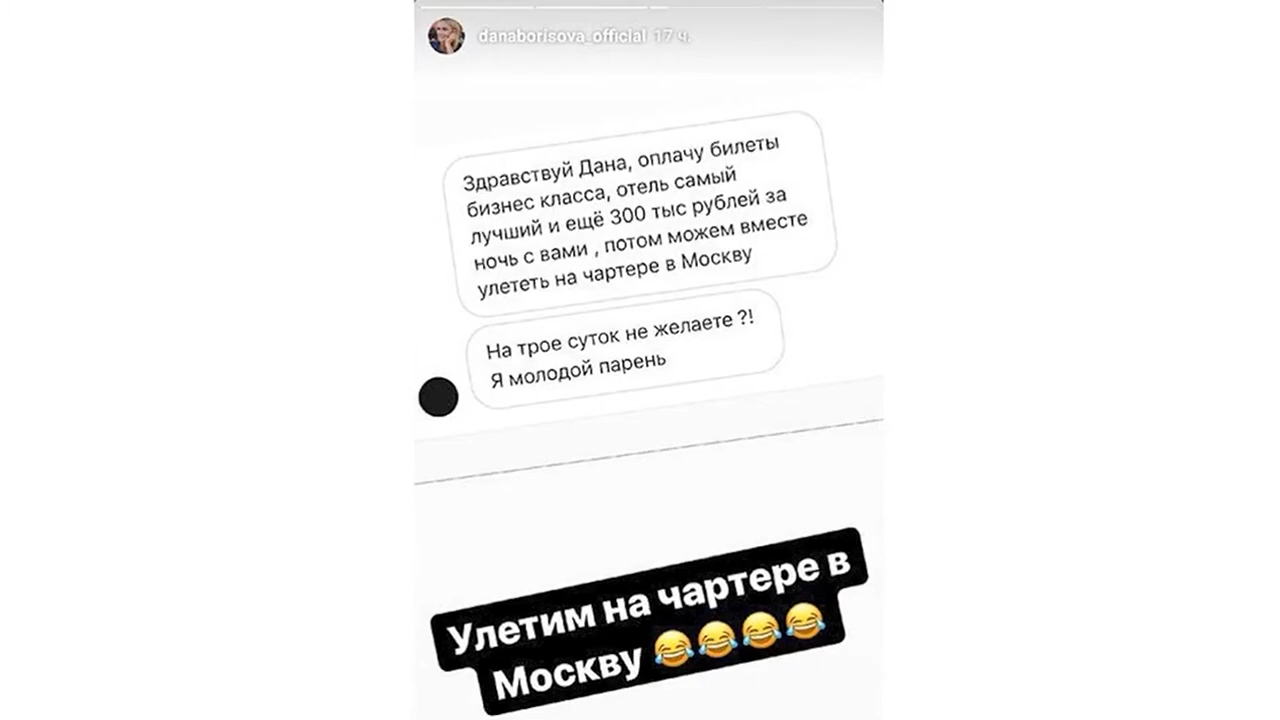 danaborisova_official 17 ч.
Здравствуй Дана, оплачу билеты
бизнес класса, отель самый
лучший и ещё 300 тыс рублей за
ночь с вами , потом можем вместе
улететь на чартере в Москву
На трое суток не желаете ?!
Я молодой парень
Улетим на чартере в
Москву 😂😂😂😂